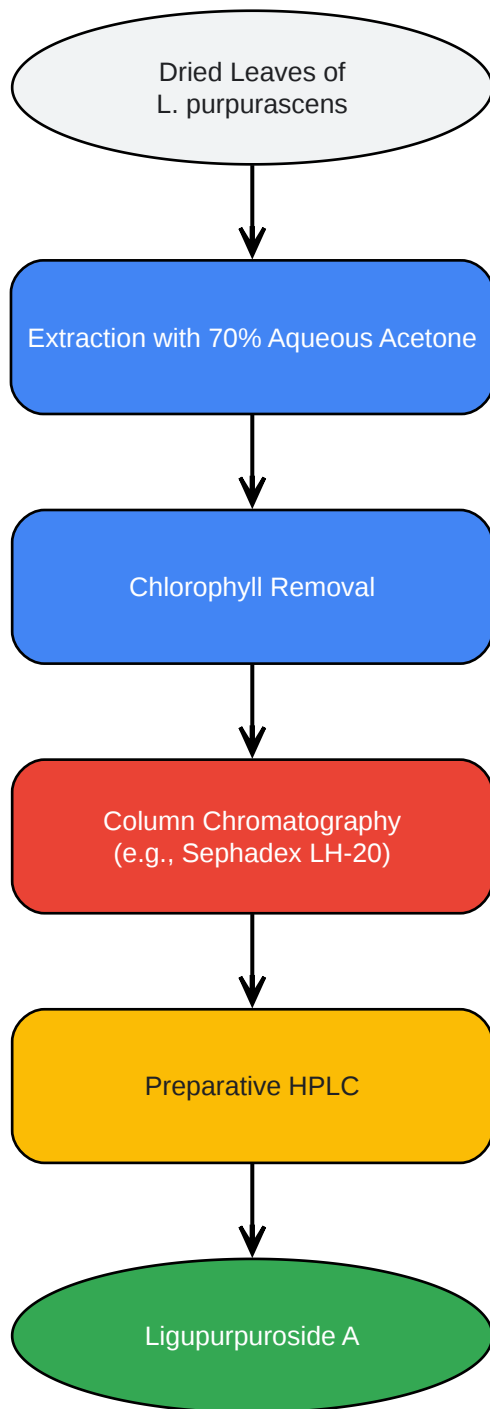 Dried Leaves of
L. purpurascens
Extraction with 70% Aqueous Acetone
Chlorophyll Removal
Column Chromatography
(e.g., Sephadex LH-20)
Preparative HPLC
Ligupurpuroside A